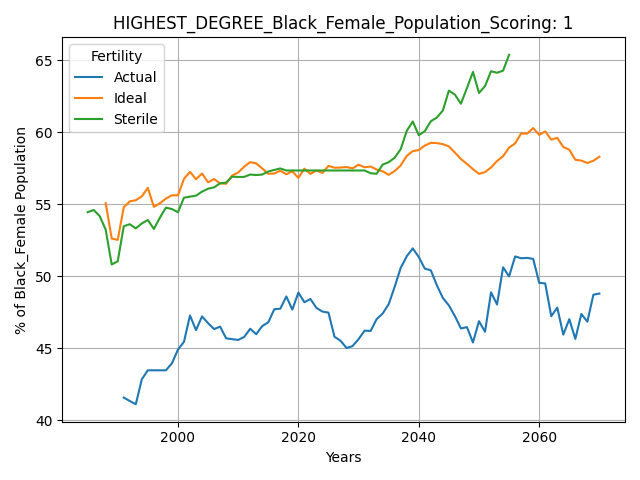 HIGHEST_DEGREE_Black_Female_Population_Scoring: 1
Fertility
Actual
Ideal
Sterile
% of Black_Female Population
65
60
55
50
45
40
2000
2020
2040
2060
Years